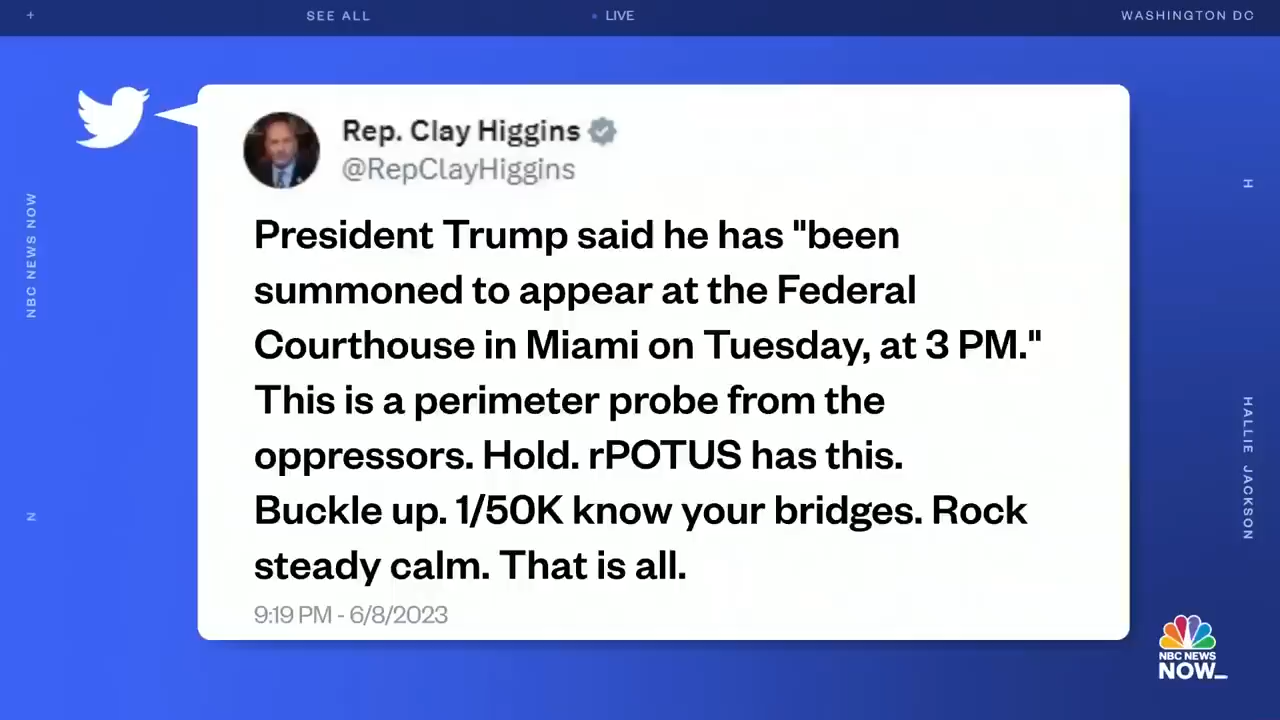 +
SEE ALL
LIVE
WASHINGTON DC
Rep. Clay Higgins
@RepClayHiggins
President Trump said he has "been
summoned to appear at the Federal
Courthouse in Miami on Tuesday, at 3 PM."
This is a perimeter probe from the
oppressors. Hold. rPOTUS has this.
Buckle up. 1/50K know your bridges. Rock
steady calm. That is all.
9:19 PM - 6/8/2023
NBC NEWS NOW
N
H
HALLIE JACKSON
NBC NEWS
NOW_